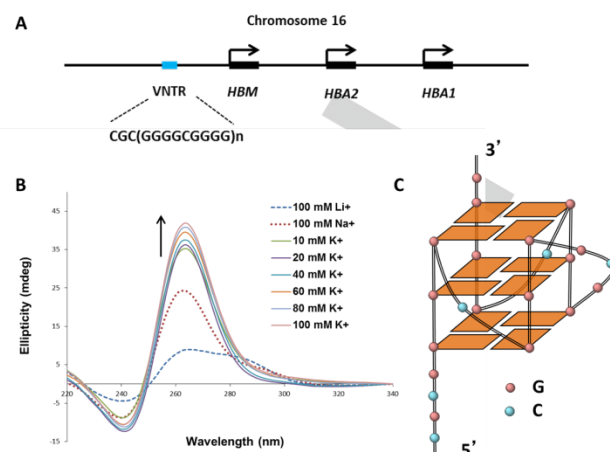 A
Chromosome 16
VNTR
HBM
HBA2
HBA1
CGC(GGGGCGGGG)n
B
Ellipticity (mdeg)
45
35
25
15
5
-5
-15
220
240
260
280
300
320
340
Wavelength (nm)
100 mM Li+
100 mM Na+
10 mM K+
20 mM K+
40 mM K+
60 mM K+
80 mM K+
100 mM K+
C
3’
G
C
5’